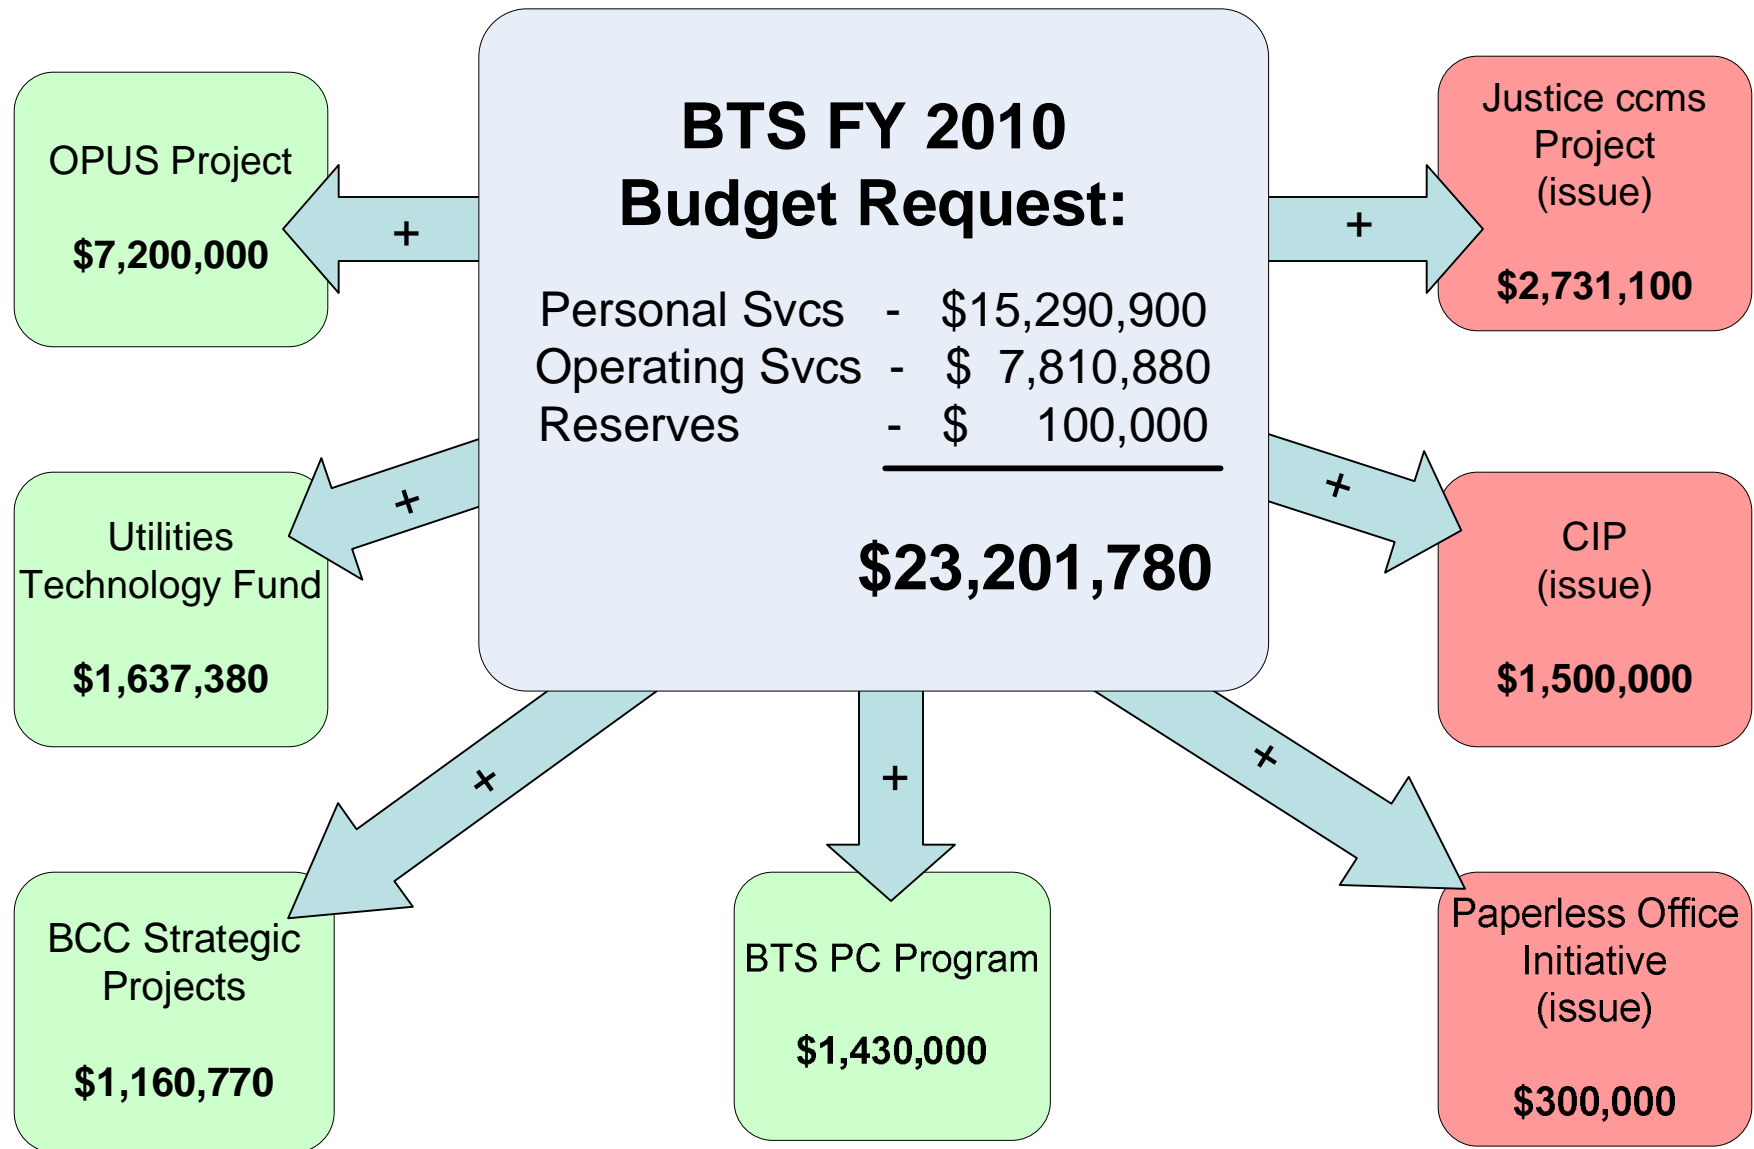 BTS FY 2010
Budget Request:
Personal Svcs - $15,290,900
Operating Svcs - $ 7,810,880
Reserves - $ 100,000
$23,201,780
OPUS Project
$7,200,000
+
Justice ccms
Project
(issue)
$2,731,100
+
Utilities
Technology Fund
$1,637,380
+
CIP
(issue)
$1,500,000
+
BCC Strategic
Projects
$1,160,770
+
BTS PC Program
$1,430,000
+
Paperless Office
Initiative
(issue)
$300,000
+